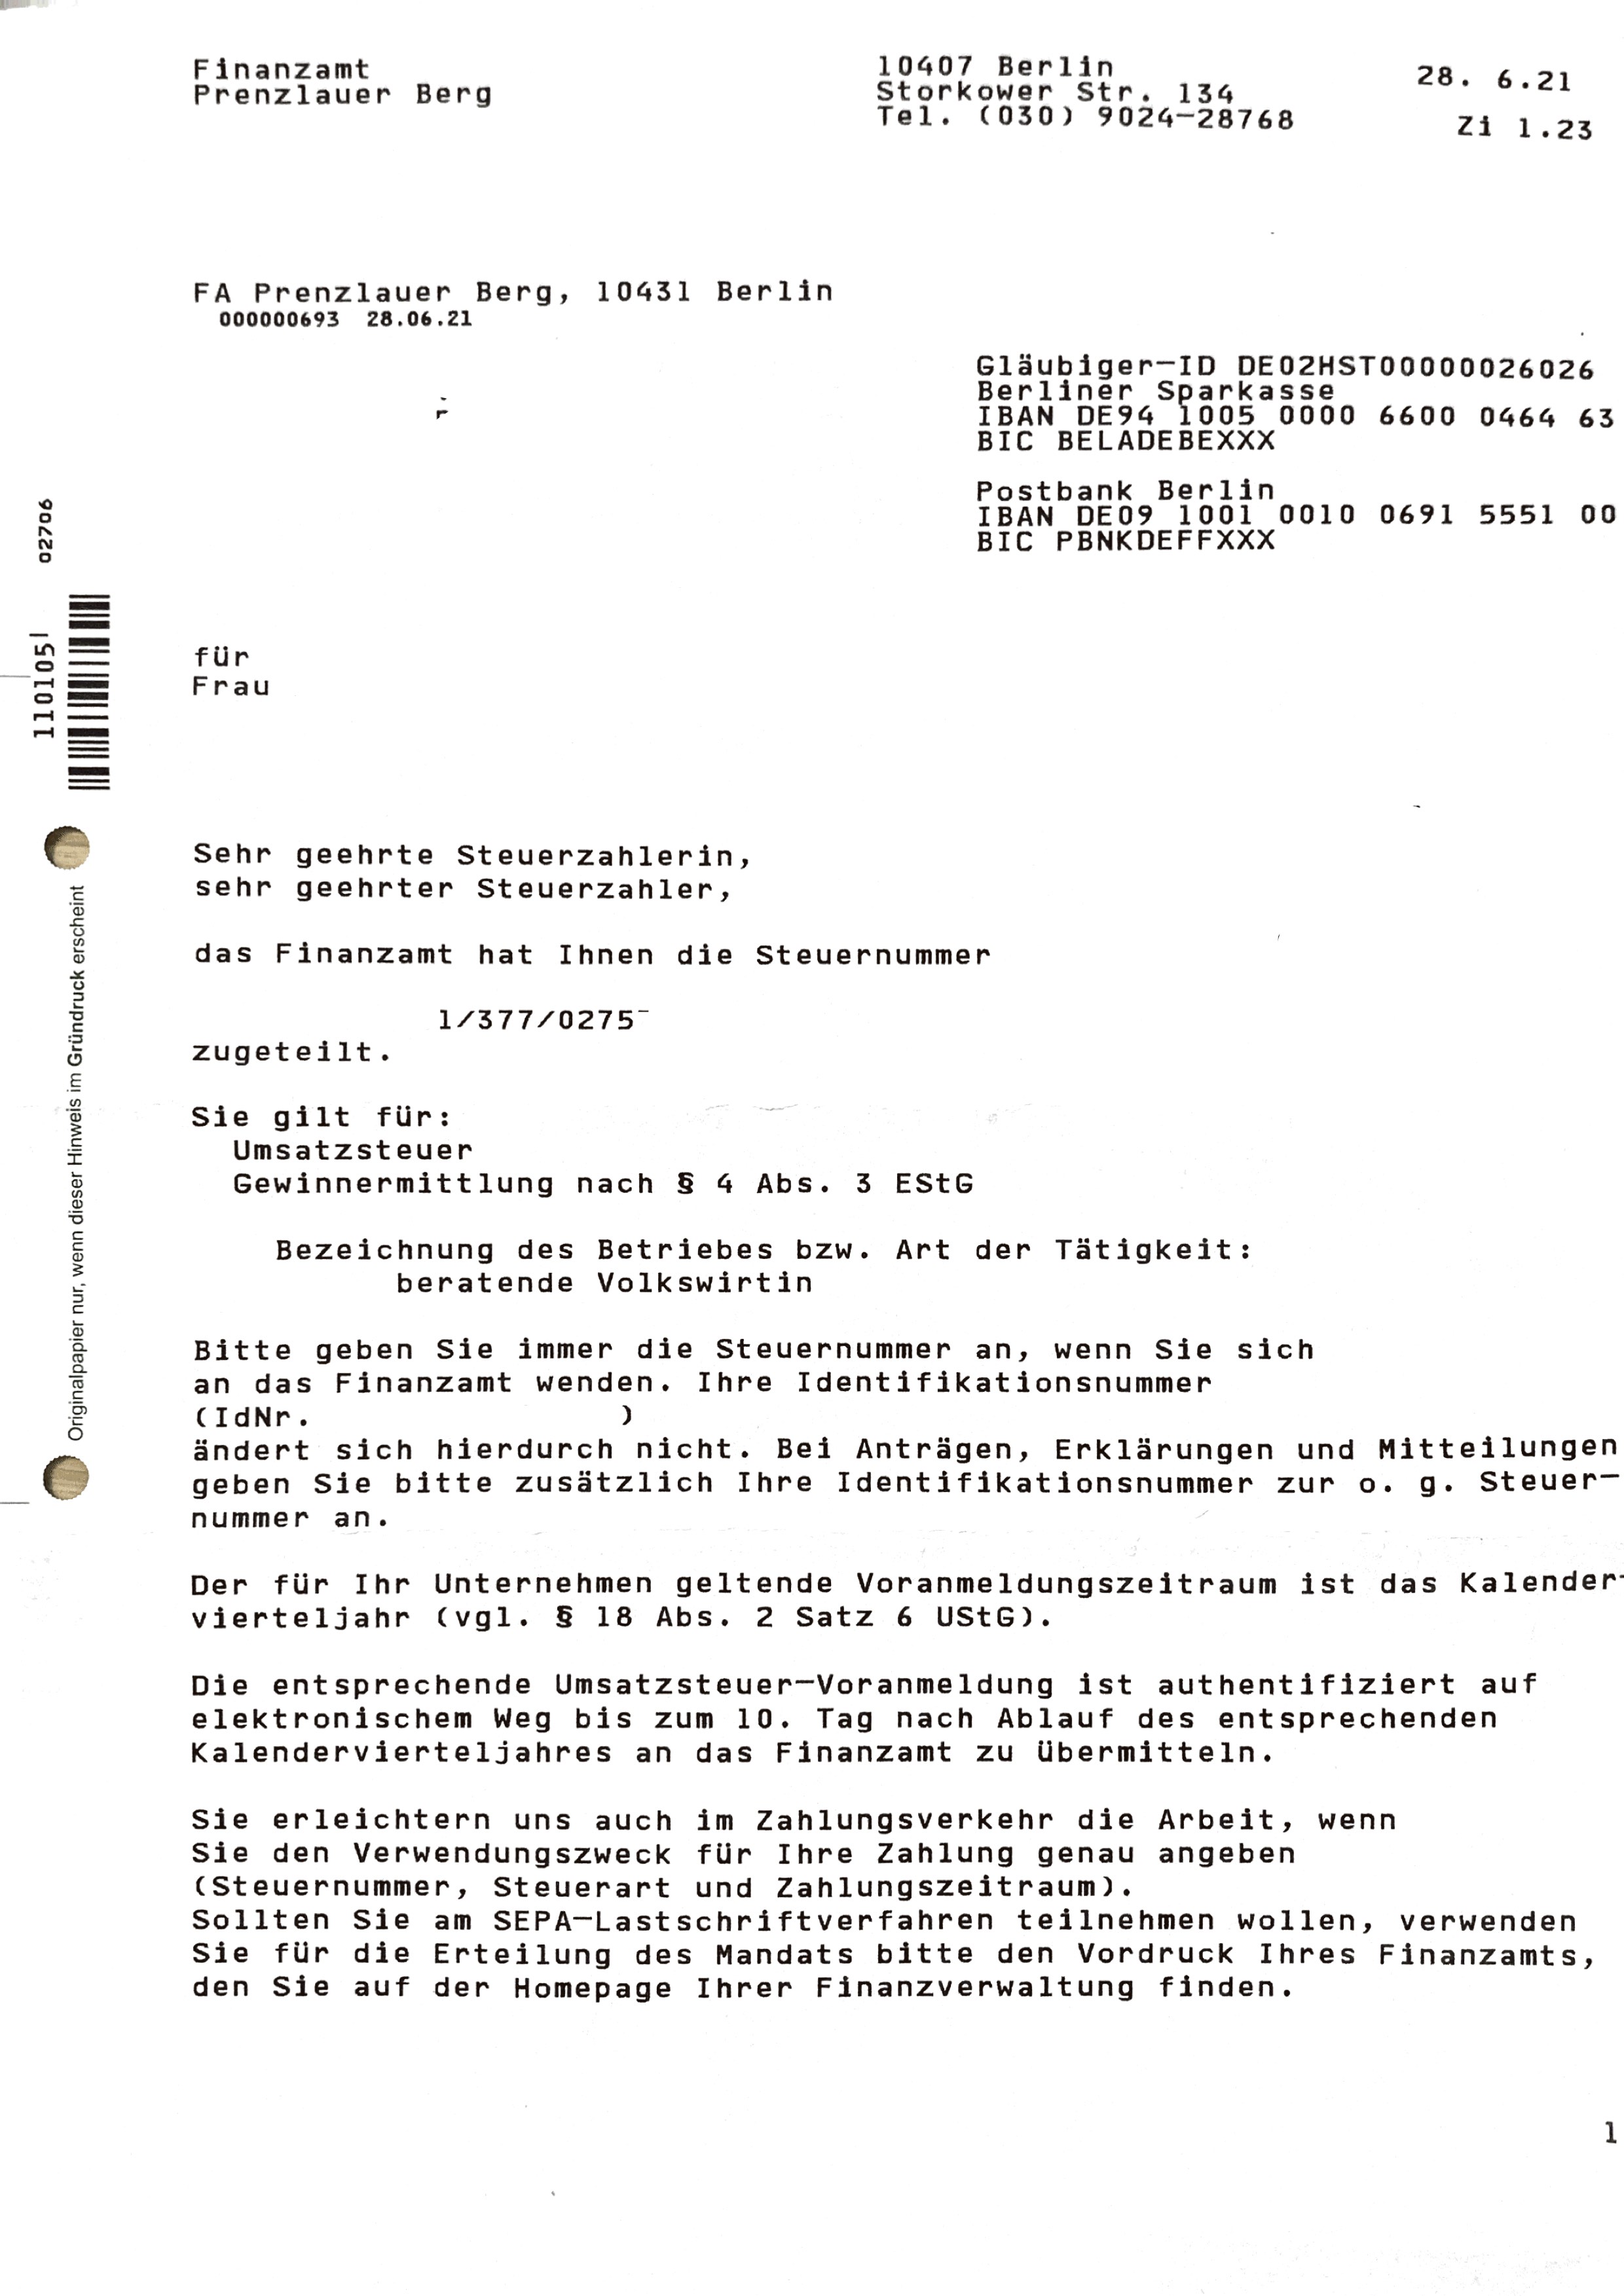 Finanzamt
Prenzlauer Berg
10407 Berlin
Storkower Str. 134
Tel. (030) 9024-28768
28. 6.21
Zi 1.23
FA Prenzlauer Berg, 10431 Berlin
000000693 28.06.21
Gläubiger-ID DE02HST00000026026
Berliner Sparkasse
IBAN DE94 1005 0000 6600 0464 63
BIC BELADEBEXXX
Postbank Berlin
IBAN DE09 1001 0010 0691 5551 00
BIC PBNKDEFFXXX
02706
110105
für
Frau
Sehr geehrte Steuerzahlerin,
sehr geehrter Steuerzahler,
das Finanzamt hat Ihnen die Steuernummer
1/377/0275
zugeteilt.
Sie gilt für:
Umsatzsteuer
Gewinnermittlung nach § 4 Abs. 3 EStG
Bezeichnung des Betriebes bzw. Art der Tätigkeit:
beratende Volkswirtin
Originalpapier nur, wenn dieser Hinweis im Gründruck erscheint
Bitte geben Sie immer die Steuernummer an, wenn Sie sich
an das Finanzamt wenden. Ihre Identifikationsnummer
(IdNr. )
ändert sich hierdurch nicht. Bei Anträgen, Erklärungen und Mitteilungen
geben Sie bitte zusätzlich Ihre Identifikationsnummer zur o. g. Steuer-
nummer an.
Der für Ihr Unternehmen geltende Voranmeldungszeitraum ist das Kalender-
vierteljahr (vgl. § 18 Abs. 2 Satz 6 UStG).
Die entsprechende Umsatzsteuer-Voranmeldung ist authentifiziert auf
elektronischem Weg bis zum 10. Tag nach Ablauf des entsprechenden
Kalendervierteljahres an das Finanzamt zu übermitteln.
Sie erleichtern uns auch im Zahlungsverkehr die Arbeit, wenn
Sie den Verwendungszweck für Ihre Zahlung genau angeben
(Steuernummer, Steuerart und Zahlungszeitraum).
Sollten Sie am SEPA-Lastschriftverfahren teilnehmen wollen, verwenden
Sie für die Erteilung des Mandats bitte den Vordruck Ihres Finanzamts,
den Sie auf der Homepage Ihrer Finanzverwaltung finden.
1